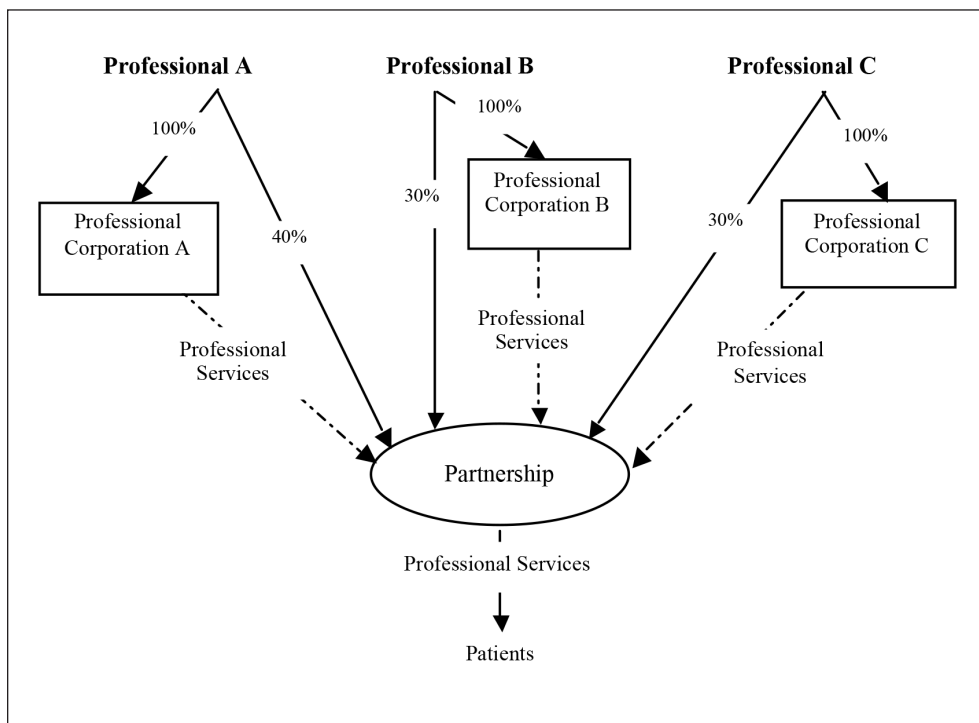 Professional A
Professional B
Professional C
100%
100%
100%
Professional
Corporation A
Professional
Corporation B
Professional
Corporation C
40%
30%
30%
Professional
Services
Professional
Services
Professional
Services
Partnership
Professional Services
Patients